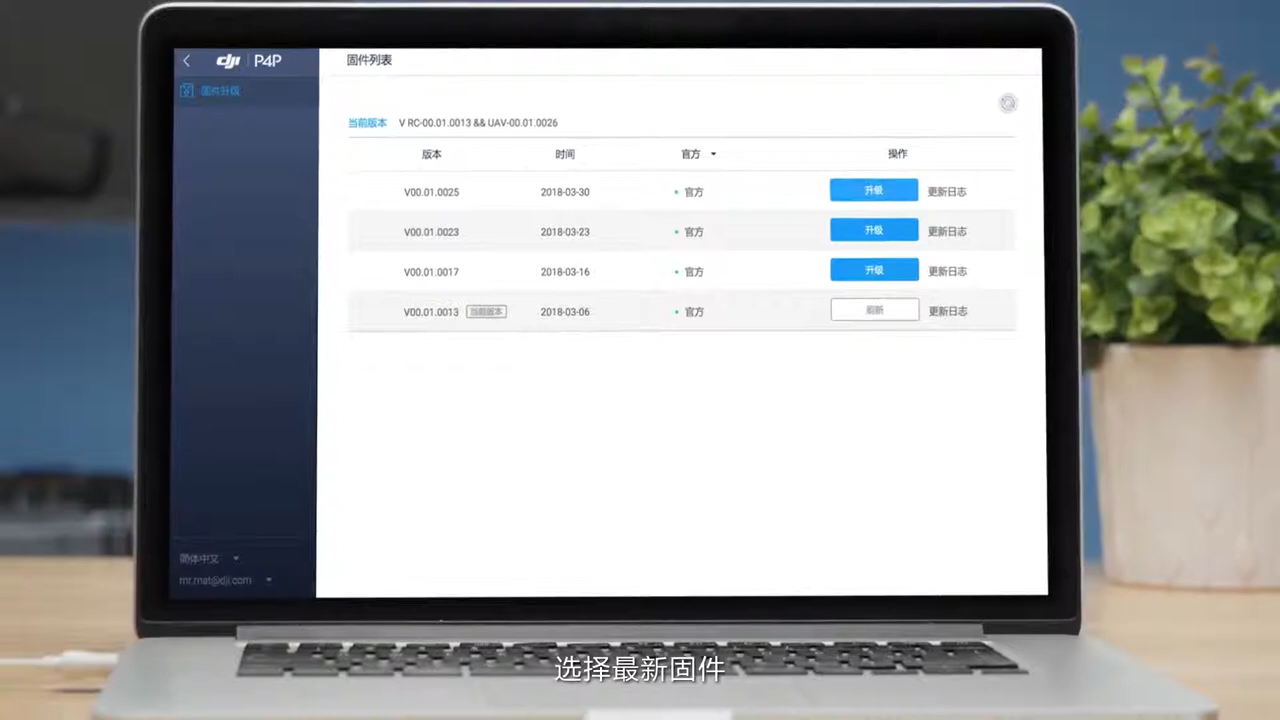 dji P4P
固件列表
固件升级
当前版本 V RC-00.01.0013 && UAV-00.01.0026
版本 时间 官方 操作
V00.01.0025 2018-03-30 官方 升级 更新日志
V00.01.0023 2018-03-23 官方 升级 更新日志
V00.01.0017 2018-03-16 官方 升级 更新日志
V00.01.0013 当前版本 2018-03-06 官方 刷新 更新日志
简体中文
mr.mat@dji.com
选择最新固件